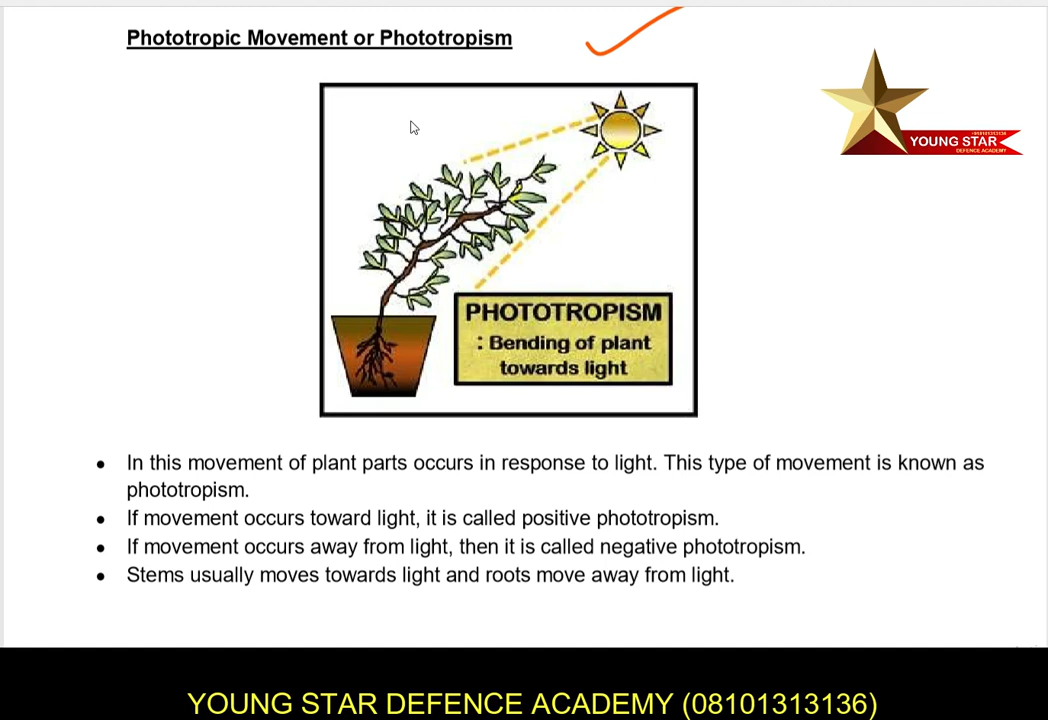 Phototropic Movement or Phototropism
YOUNG STAR
DEFENCE ACADEMY
PHOTOTROPISM
: Bending of plant
towards light
• In this movement of plant parts occurs in response to light. This type of movement is known as
phototropism.
• If movement occurs toward light, it is called positive phototropism.
• If movement occurs away from light, then it is called negative phototropism.
• Stems usually moves towards light and roots move away from light.
YOUNG STAR DEFENCE ACADEMY (08101313136)